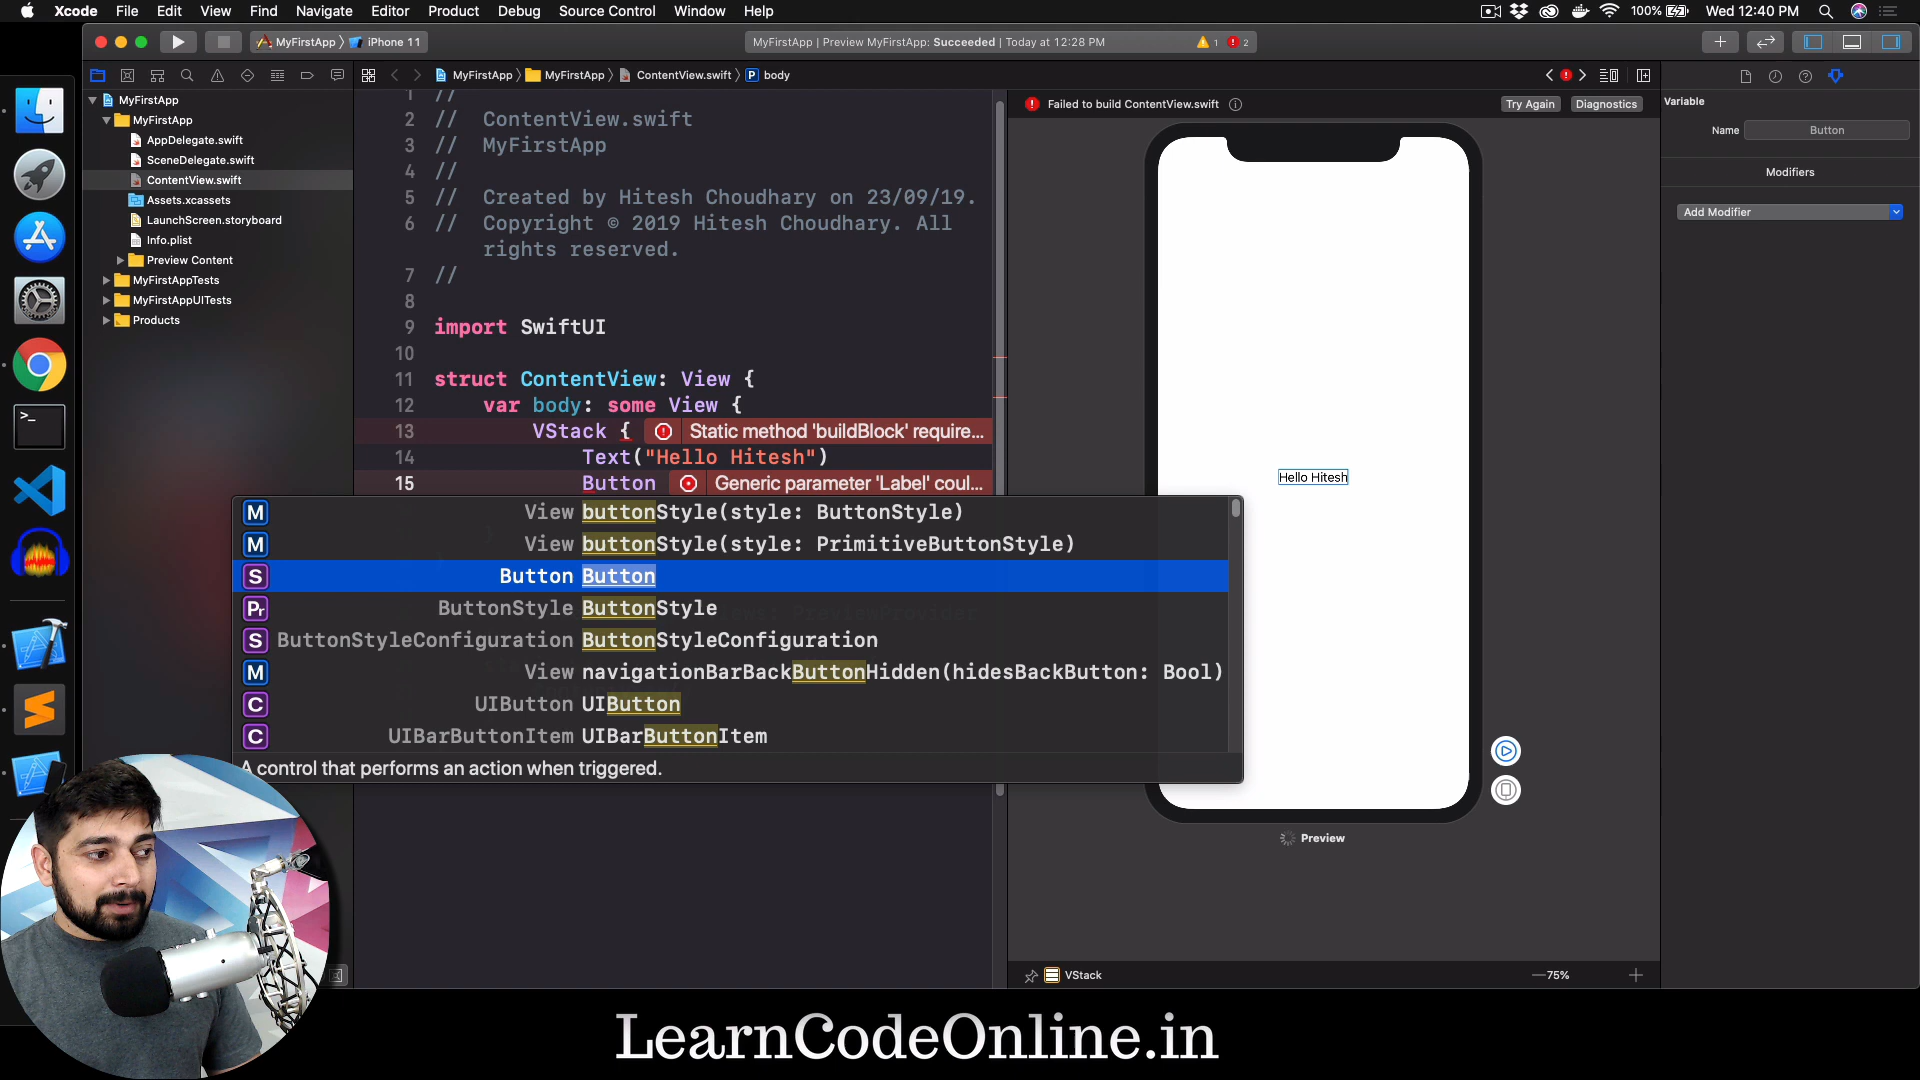 Xcode File Edit View Find Navigate Editor Product Debug Source Control Window Help 100% Wed 12:40 PM
MyFirstApp iPhone 11 MyFirstApp | Preview MyFirstApp: Succeeded | Today at 12:28 PM 1 2
MyFirstApp MyFirstApp ContentView.swift P body
Failed to build ContentView.swift Try Again Diagnostics
Variable
Name Button
Modifiers
Add Modifier
MyFirstApp
MyFirstApp
AppDelegate.swift
SceneDelegate.swift
ContentView.swift
Assets.xcassets
LaunchScreen.storyboard
Info.plist
Preview Content
MyFirstAppTests
MyFirstAppUITests
Products
1 //
2 // ContentView.swift
3 // MyFirstApp
4 //
5 // Created by Hitesh Choudhary on 23/09/19.
6 // Copyright © 2019 Hitesh Choudhary. All
rights reserved.
7 //
8
9 import SwiftUI
10
11 struct ContentView: View {
12 var body: some View {
13 VStack { Static method 'buildBlock' require...
14 Text("Hello Hitesh")
15 Button Generic parameter 'Label' coul...
M View buttonStyle(style: ButtonStyle)
M View buttonStyle(style: PrimitiveButtonStyle)
S Button Button
Pr ButtonStyle ButtonStyle
S ButtonStyleConfiguration ButtonStyleConfiguration
M View navigationBarBackButtonHidden(hidesBackButton: Bool)
C UIButton UIButton
C UIBarButtonItem UIBarButtonItem
A control that performs an action when triggered.
Hello Hitesh
Preview
VStack
75%
LearnCodeOnline.in